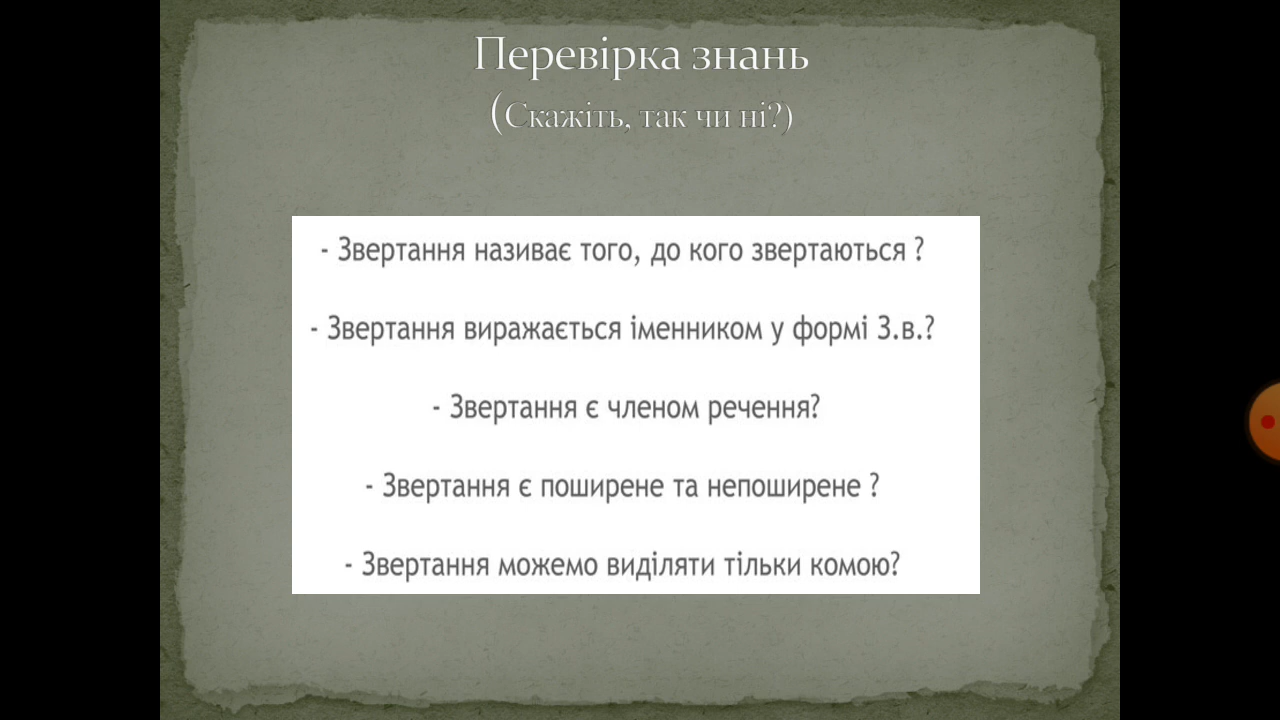 Перевірка знань
(Скажіть, так чи ні?)
- Звертання називає того, до кого звертаються ?
- Звертання виражається іменником у формі З.в.?
- Звертання є членом речення?
- Звертання є поширене та непоширене ?
- Звертання можемо виділяти тільки комою?